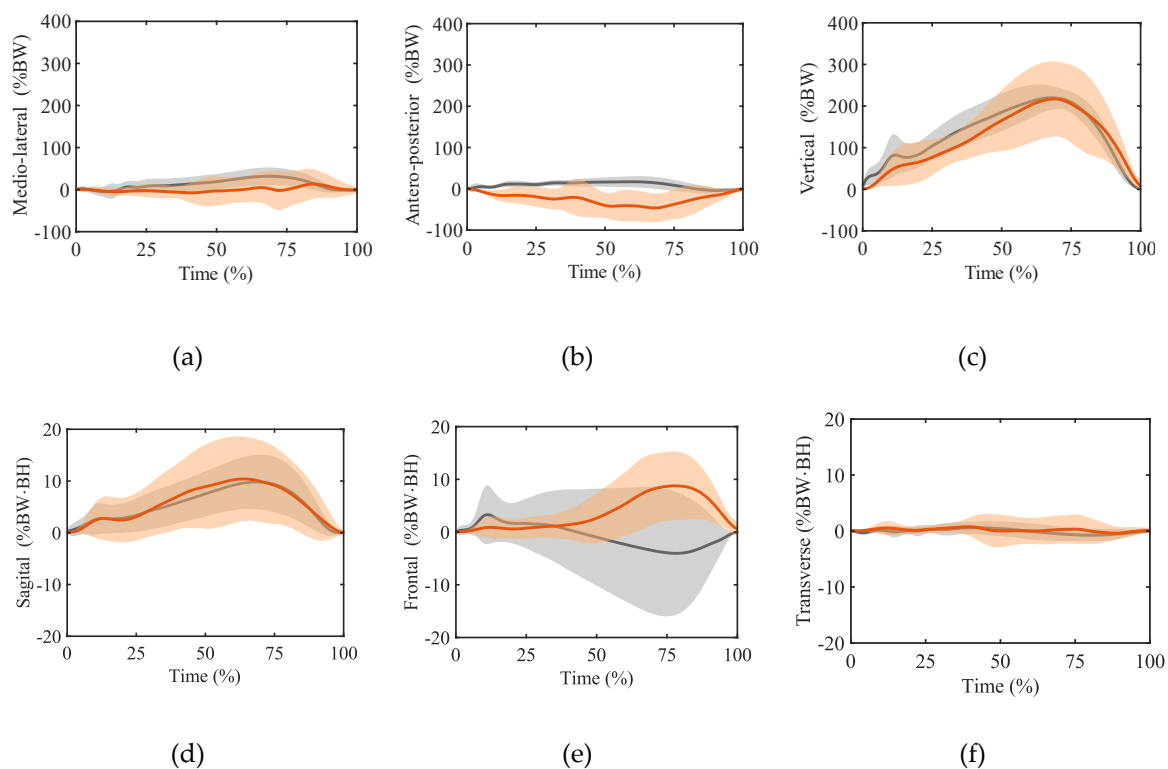 Medio-lateral (%BW)
400
300
200
100
0
-100
0 25 50 75 100
Time (%)
(a)
Antero-posterior (%BW)
400
300
200
100
0
-100
0 25 50 75 100
Time (%)
(b)
Vertical (%BW)
400
300
200
100
0
-100
0 25 50 75 100
Time (%)
(c)
Sagital (%BW·BH)
20
10
0
-10
-20
0 25 50 75 100
Time (%)
(d)
Frontal (%BW·BH)
20
10
0
-10
-20
0 25 50 75 100
Time (%)
(e)
Transverse (%BW·BH)
20
10
0
-10
-20
0 25 50 75 100
Time (%)
(f)